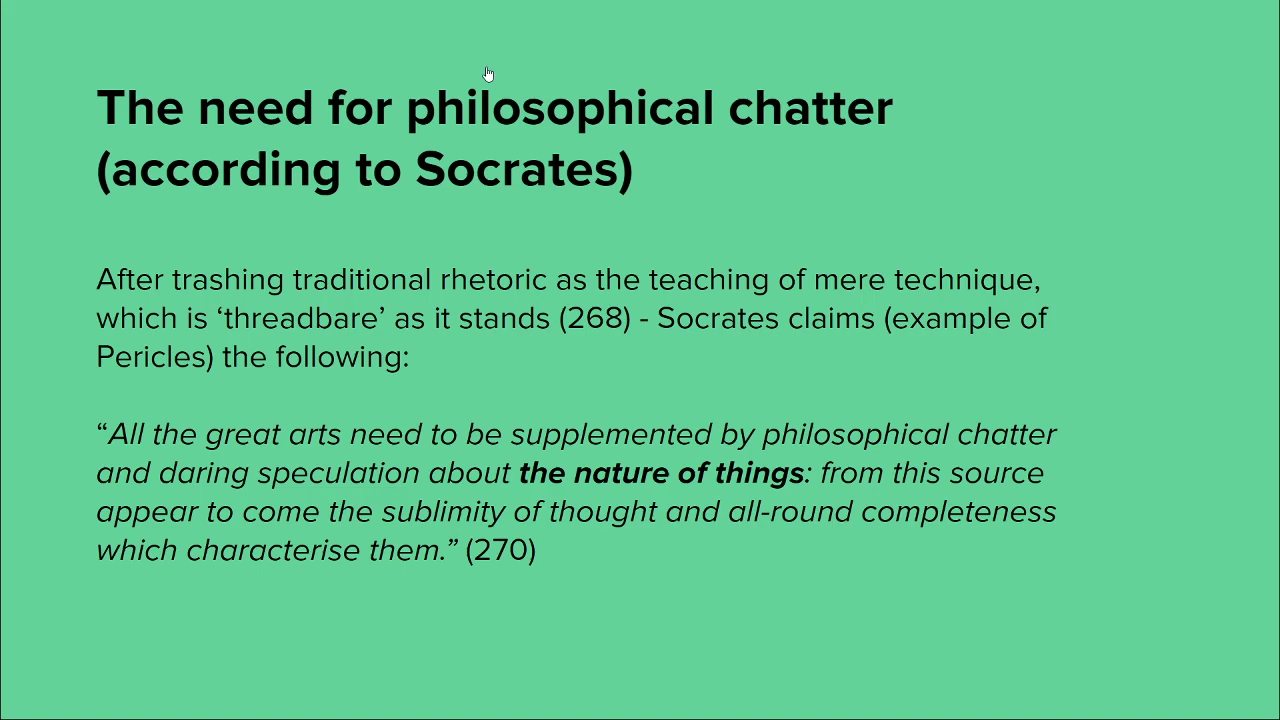 The need for philosophical chatter
(according to Socrates)
After trashing traditional rhetoric as the teaching of mere technique,
which is ‘threadbare’ as it stands (268) - Socrates claims (example of
Pericles) the following:
“All the great arts need to be supplemented by philosophical chatter
and daring speculation about the nature of things: from this source
appear to come the sublimity of thought and all-round completeness
which characterise them.” (270)